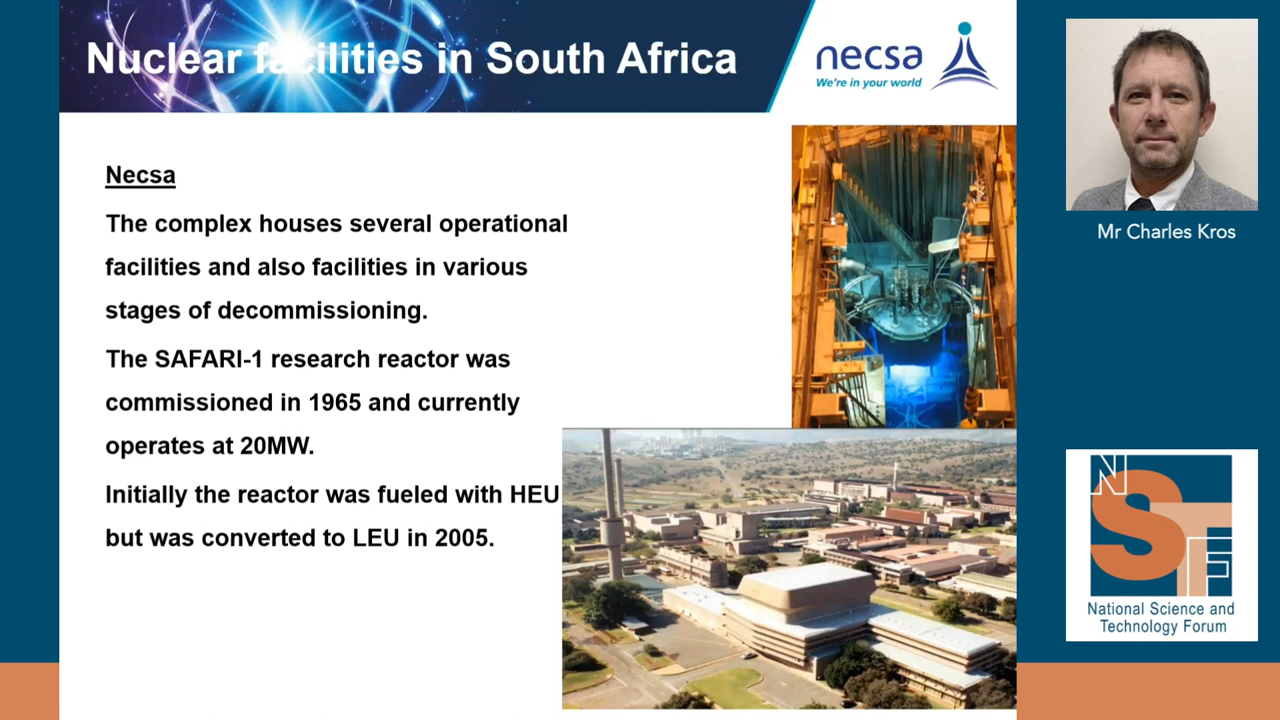 Nuclear facilities in South Africa
necsa
We're in your world
Necsa
The complex houses several operational
facilities and also facilities in various
stages of decommissioning.
The SAFARI-1 research reactor was
commissioned in 1965 and currently
operates at 20MW.
Initially the reactor was fueled with HEU
but was converted to LEU in 2005.
Mr Charles Kros
NSTF
National Science and
Technology Forum